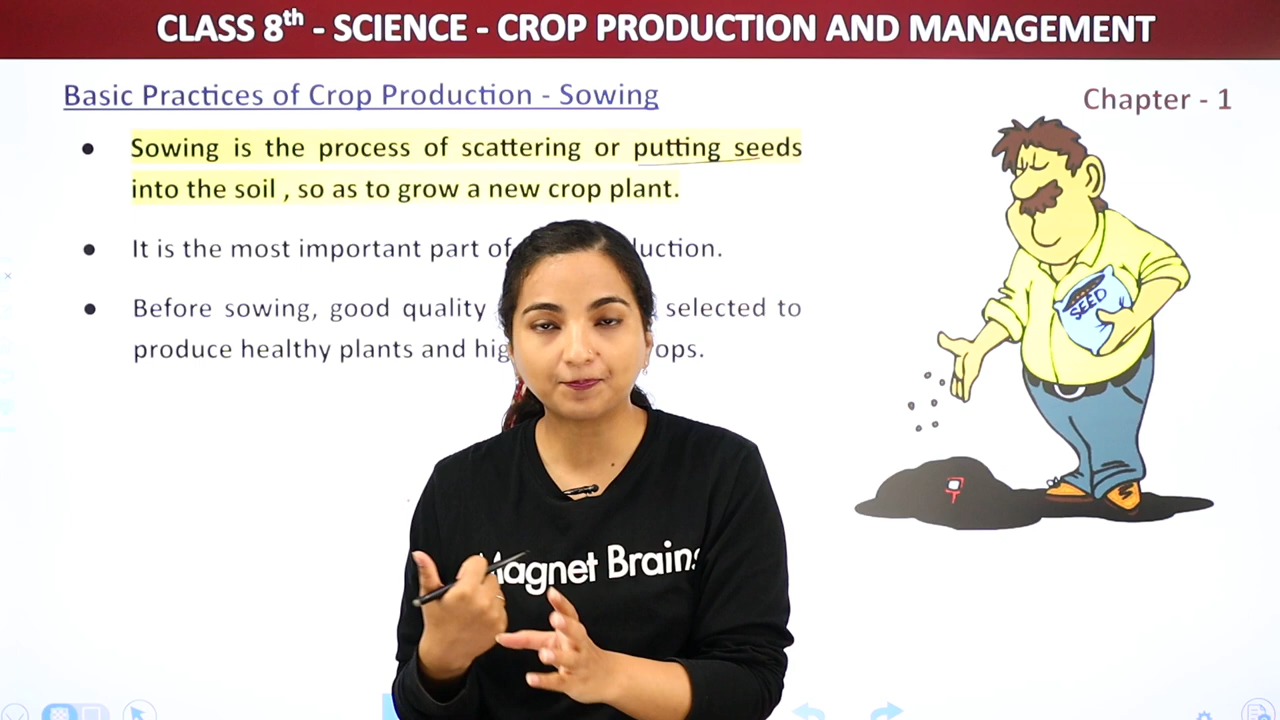 CLASS 8th - SCIENCE - CROP PRODUCTION AND MANAGEMENT
Basic Practices of Crop Production - Sowing
Chapter - 1
● Sowing is the process of scattering or putting seeds
into the soil , so as to grow a new crop plant.
● It is the most important part of uction.
● Before sowing, good quality selected to
produce healthy plants and hig ops.
SEED
Magnet Brains